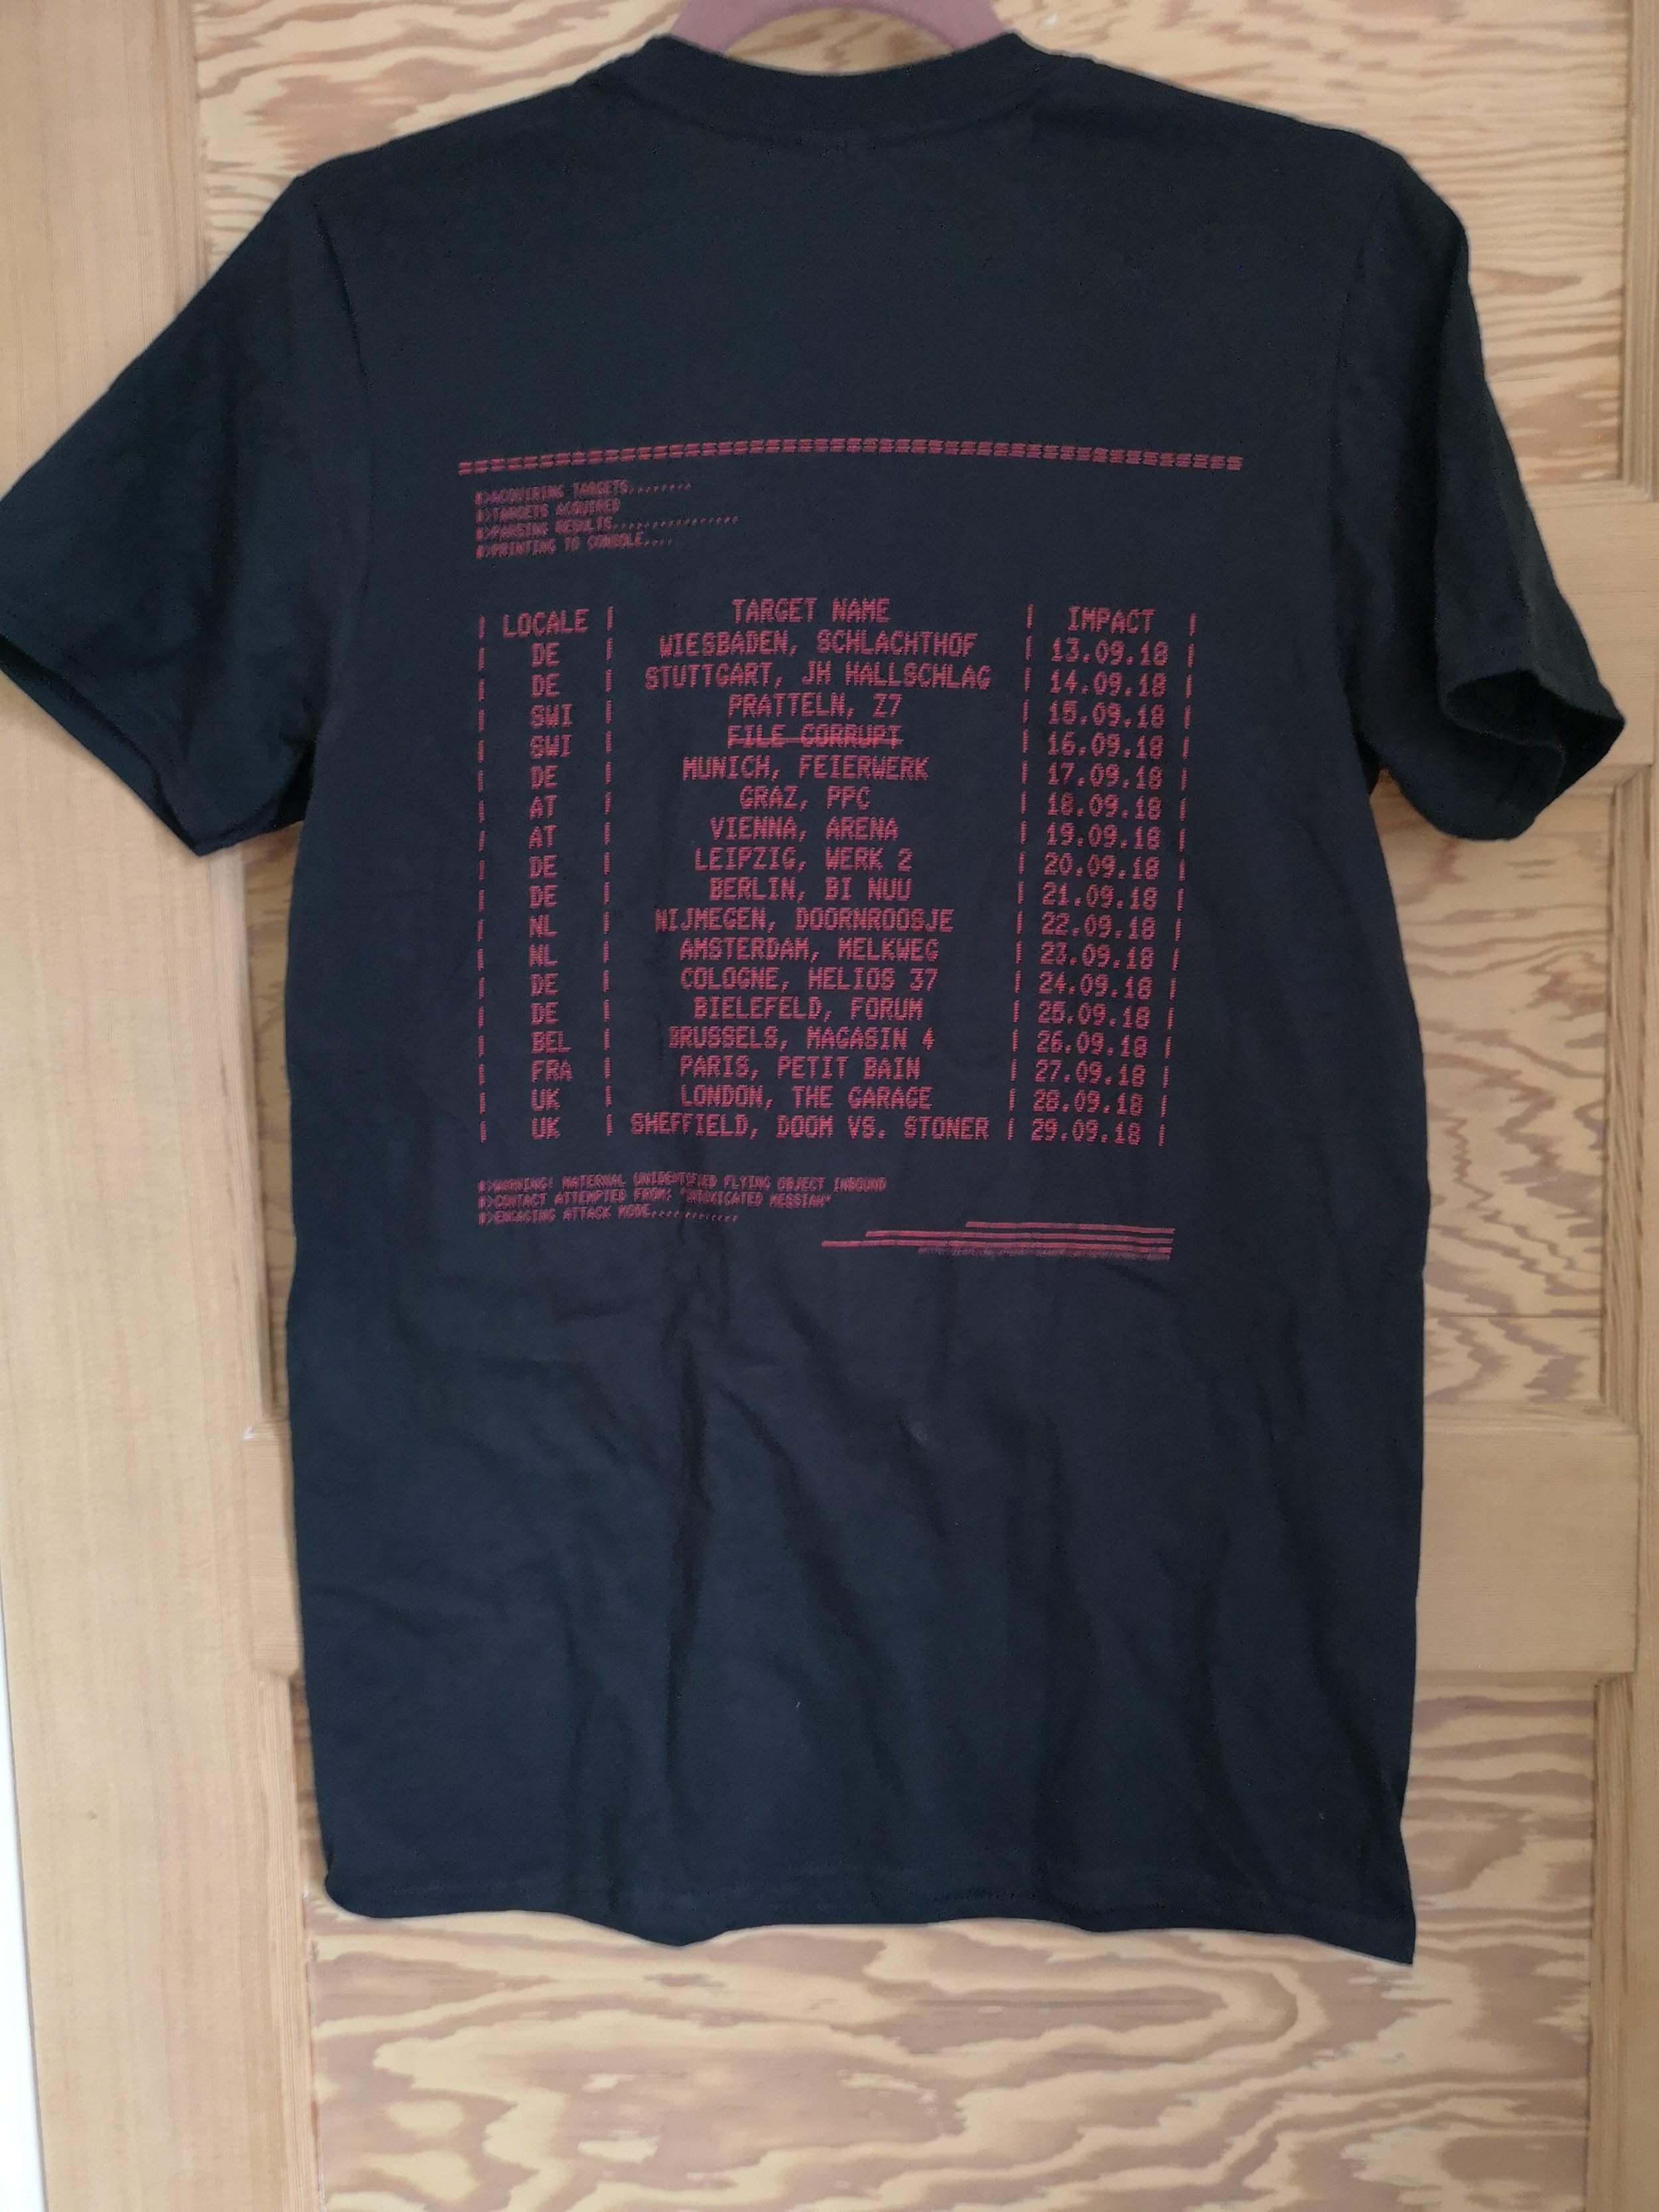 =================================================
#>ACQUIRING TARGETS........
#>TARGETS ACQUIRED
#>PARSING RESULTS................
#>PRINTING TO CONSOLE....
| LOCALE | TARGET NAME | IMPACT |
| DE | WIESBADEN, SCHLACHTHOF | 13.09.18 |
| DE | STUTTGART, JH HALLSCHLAG | 14.09.18 |
| SWI | PRATTELN, Z7 | 15.09.18 |
| SWI | FILE CORRUPT | 16.09.18 |
| DE | MUNICH, FEIERWERK | 17.09.18 |
| AT | GRAZ, PPC | 18.09.18 |
| AT | VIENNA, ARENA | 19.09.18 |
| DE | LEIPZIG, WERK 2 | 20.09.18 |
| DE | BERLIN, BI NUU | 21.09.18 |
| NL | NIJMEGEN, DOORNROOSJE | 22.09.18 |
| NL | AMSTERDAM, MELKWEG | 23.09.18 |
| DE | COLOGNE, HELIOS 37 | 24.09.18 |
| DE | BIELEFELD, FORUM | 25.09.18 |
| BEL | BRUSSELS, MAGASIN 4 | 26.09.18 |
| FRA | PARIS, PETIT BAIN | 27.09.18 |
| UK | LONDON, THE GARAGE | 28.09.18 |
| UK | SHEFFIELD, DOOM VS. STONER | 29.09.18 |
#>WARNING! MATERNAL UNIDENTIFIED FLYING OBJECT INBOUND
#>CONTACT ATTEMPTED FROM: "INTOXICATED MESSIAH"
#>ENGAGING ATTACK MODE.............